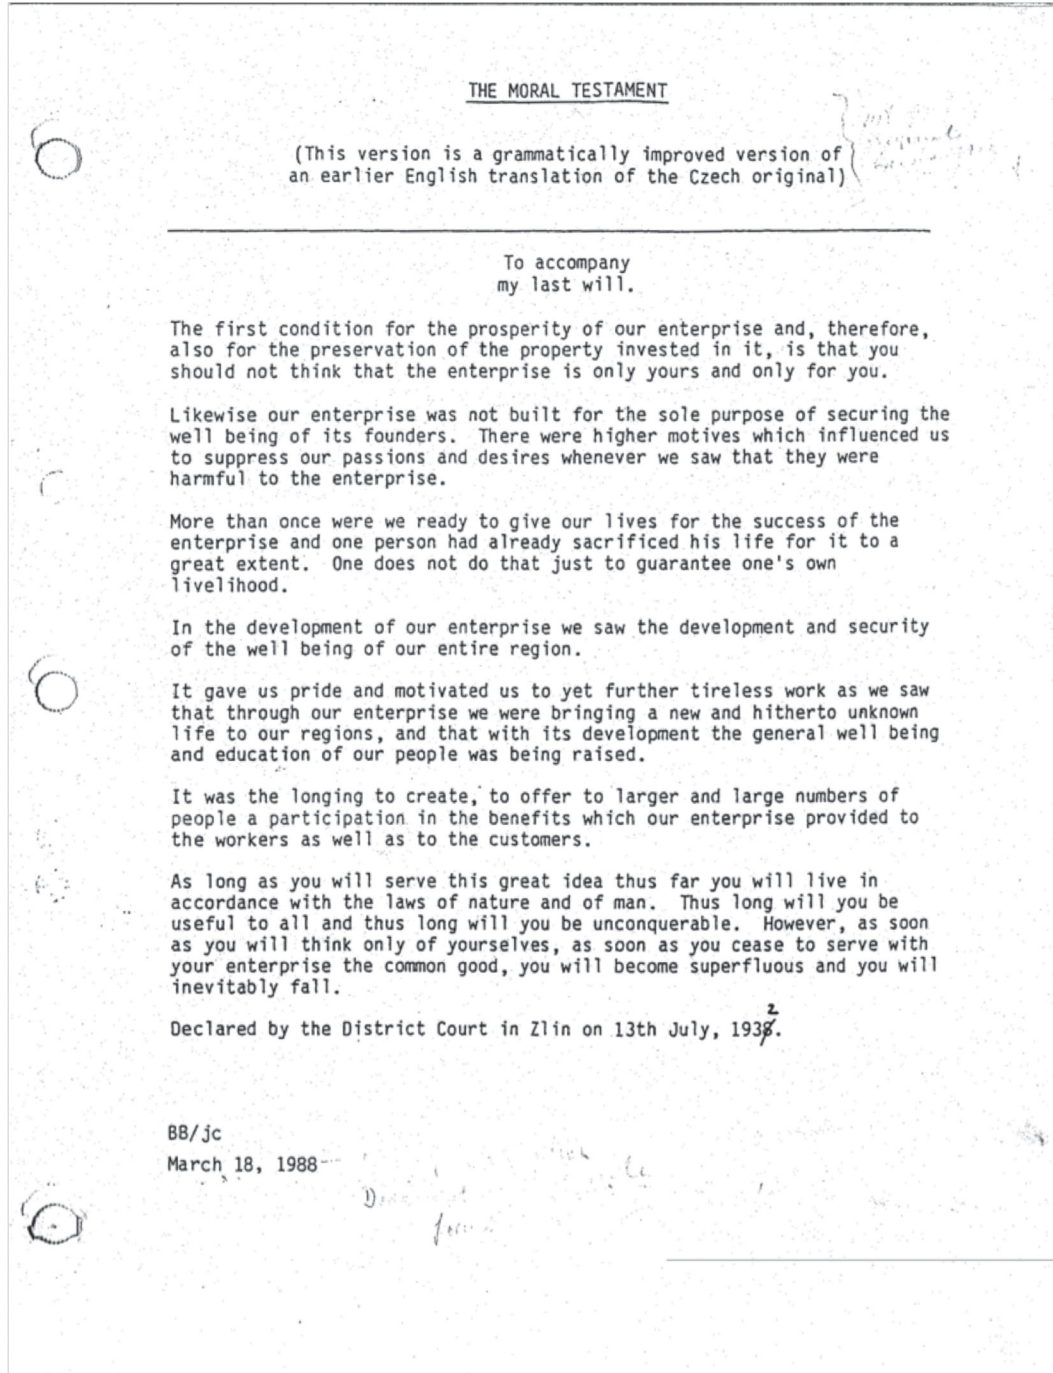 THE MORAL TESTAMENT
(This version is a grammatically improved version of
an earlier English translation of the Czech original)
To accompany
my last will.
The first condition for the prosperity of our enterprise and, therefore,
also for the preservation of the property invested in it, is that you
should not think that the enterprise is only yours and only for you.
Likewise our enterprise was not built for the sole purpose of securing the
well being of its founders. There were higher motives which influenced us
to suppress our passions and desires whenever we saw that they were
harmful to the enterprise.
More than once were we ready to give our lives for the success of the
enterprise and one person had already sacrificed his life for it to a
great extent. One does not do that just to guarantee one's own
livelihood.
In the development of our enterprise we saw the development and security
of the well being of our entire region.
It gave us pride and motivated us to yet further tireless work as we saw
that through our enterprise we were bringing a new and hitherto unknown
life to our regions, and that with its development the general well being
and education of our people was being raised.
It was the longing to create, to offer to larger and large numbers of
people a participation in the benefits which our enterprise provided to
the workers as well as to the customers.
As long as you will serve this great idea thus far you will live in
accordance with the laws of nature and of man. Thus long will you be
useful to all and thus long will you be unconquerable. However, as soon
as you will think only of yourselves, as soon as you cease to serve with
your enterprise the common good, you will become superfluous and you will
inevitably fall.
2
Declared by the District Court in Zlin on 13th July, 1938.
BB/jc
March 18, 1988